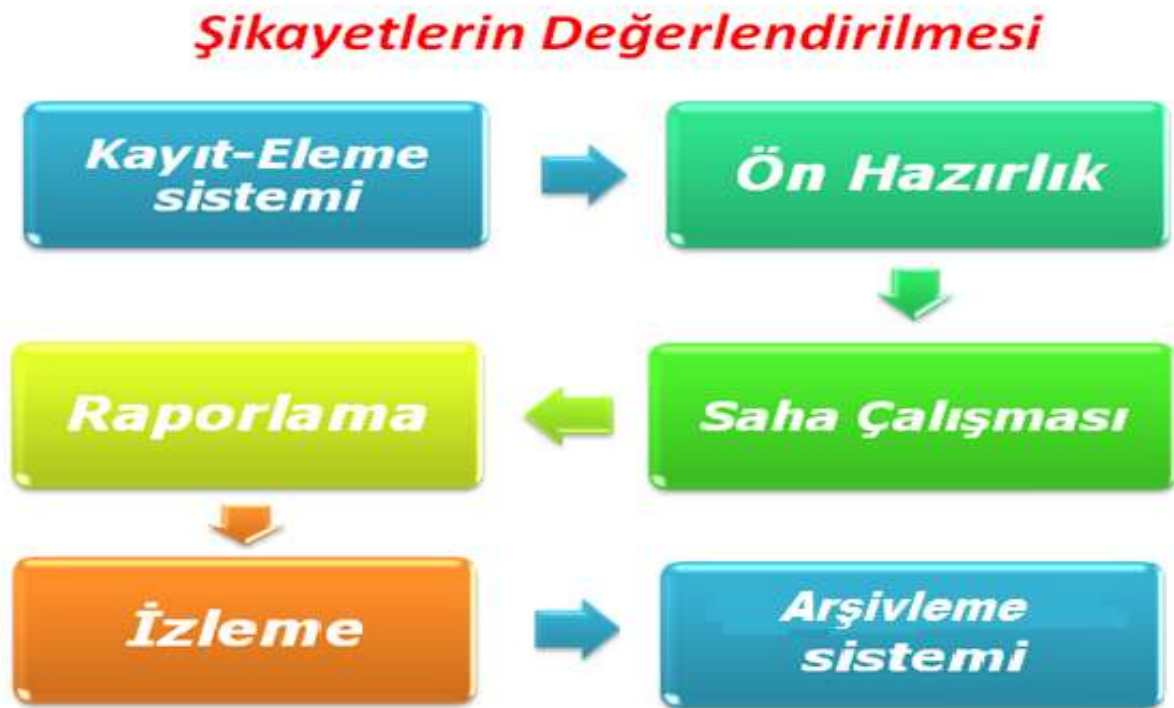 Şikayetlerin Değerlendirilmesi
Kayıt-Eleme
sistemi
Ön Hazırlık
Saha Çalışması
Raporlama
İzleme
Arşivleme
sistemi